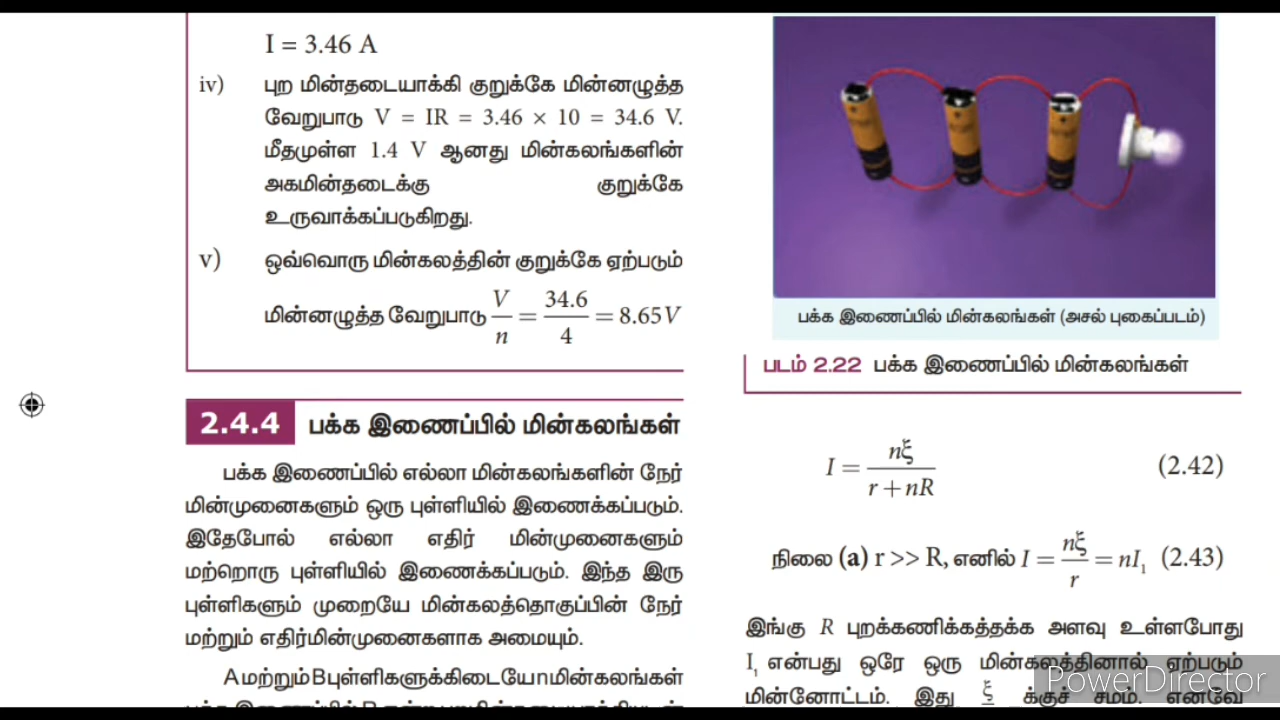 I = 3.46 A
iv) புற மின்தடையாக்கி குறுக்கே மின்னழுத்த
வேறுபாடு V = IR = 3.46 × 10 = 34.6 V.
மீதமுள்ள 1.4 V ஆனது மின்கலங்களின்
அகமின்தடைக்கு குறுக்கே
உருவாக்கப்படுகிறது.
v) ஒவ்வொரு மின்கலத்தின் குறுக்கே ஏற்படும்
மின்னழுத்த வேறுபாடு V/n = 34.6/4 = 8.65V
2.4.4 பக்க இணைப்பில் மின்கலங்கள்
பக்க இணைப்பில் எல்லா மின்கலங்களின் நேர்
மின்முனைகளும் ஒரு புள்ளியில் இணைக்கப்படும்.
இதேபோல் எல்லா எதிர் மின்முனைகளும்
மற்றொரு புள்ளியில் இணைக்கப்படும். இந்த இரு
புள்ளிகளும் முறையே மின்கலத்தொகுப்பின் நேர்
மற்றும் எதிர்மின்முனைகளாக அமையும்.
A மற்றும் B புள்ளிகளுக்கிடையே n மின்கலங்கள்
பக்க இணைப்பில் (அசல் புகைப்படம்)
பக்க இணைப்பில் மின்கலங்கள் (அசல் புகைப்படம்)
படம் 2.22 பக்க இணைப்பில் மின்கலங்கள்
I = nξ/(r + nR) (2.42)
நிலை (a) r >> R, எனில் I = nξ/r = nI₁ (2.43)
இங்கு R புறக்கணிக்கத்தக்க அளவு உள்ளபோது
I₁ என்பது ஒரே ஒரு மின்கலத்தினால் ஏற்படும்
மின்னோட்டம். இது ξ க்குச் சமம். எனவே
PowerDirector